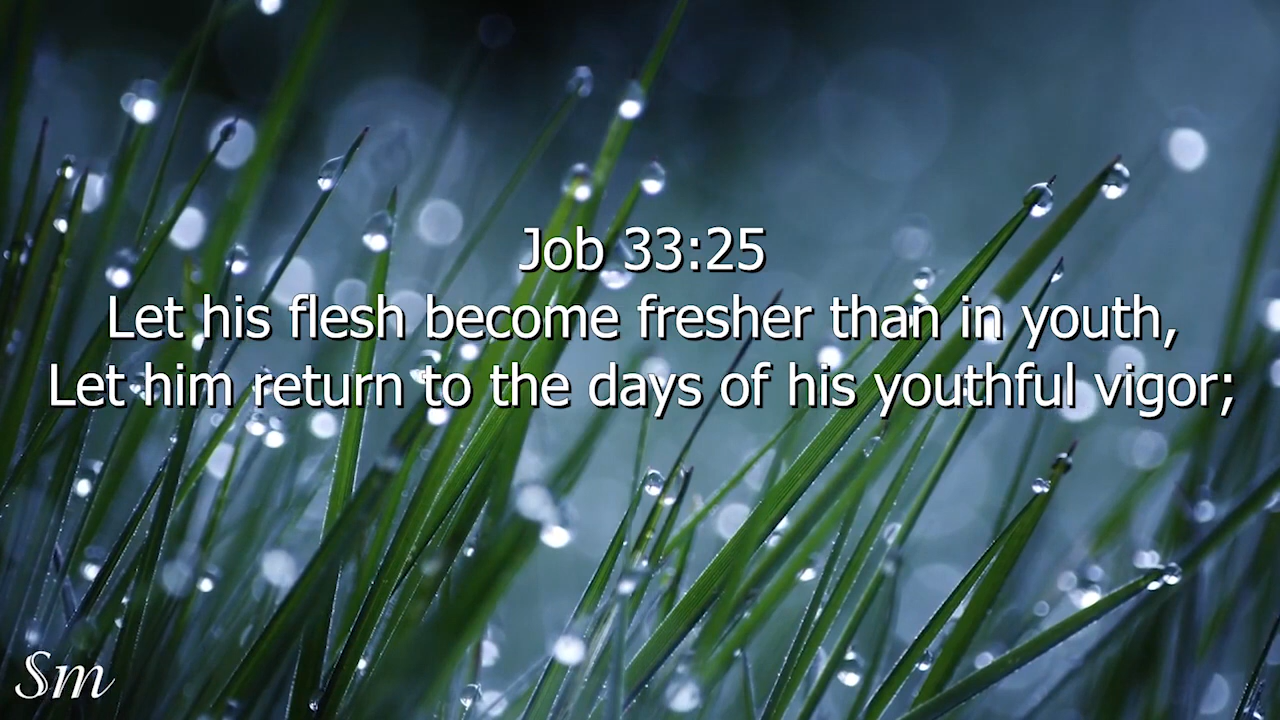 Job 33:25
Let his flesh become fresher than in youth,
Let him return to the days of his youthful vigor;
Sm